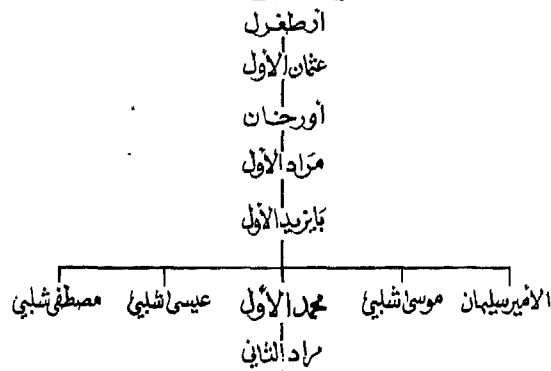 أرطغرل
عثمان الأول
أورخان
مراد الأول
بايزيد الأول
الأمير سليمان موسى شلبي محمد الأول عيسى شلبي مصطفى شلبي
مراد الثاني